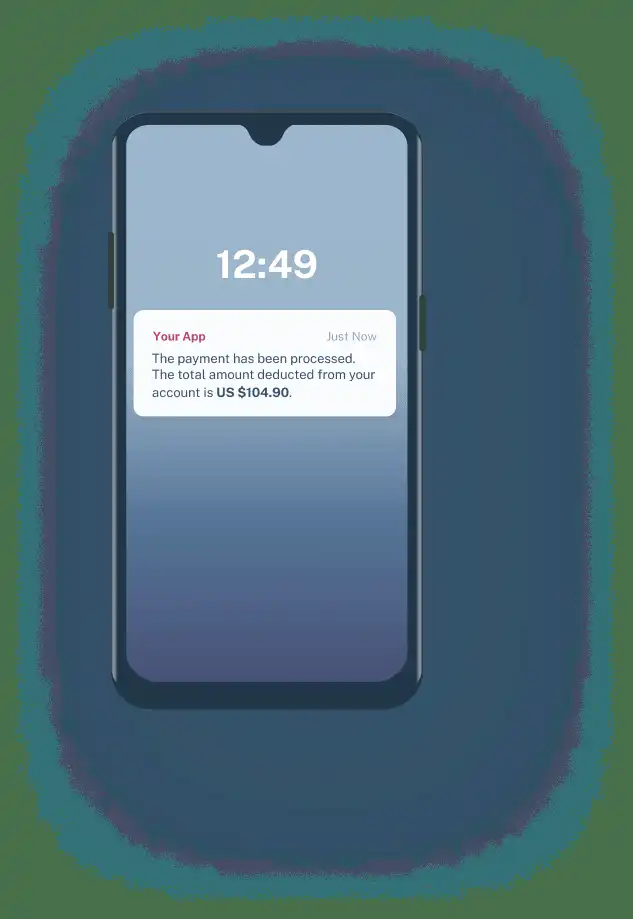 12:49
Your App Just Now
The payment has been processed.
The total amount deducted from your
account is US $104.90.